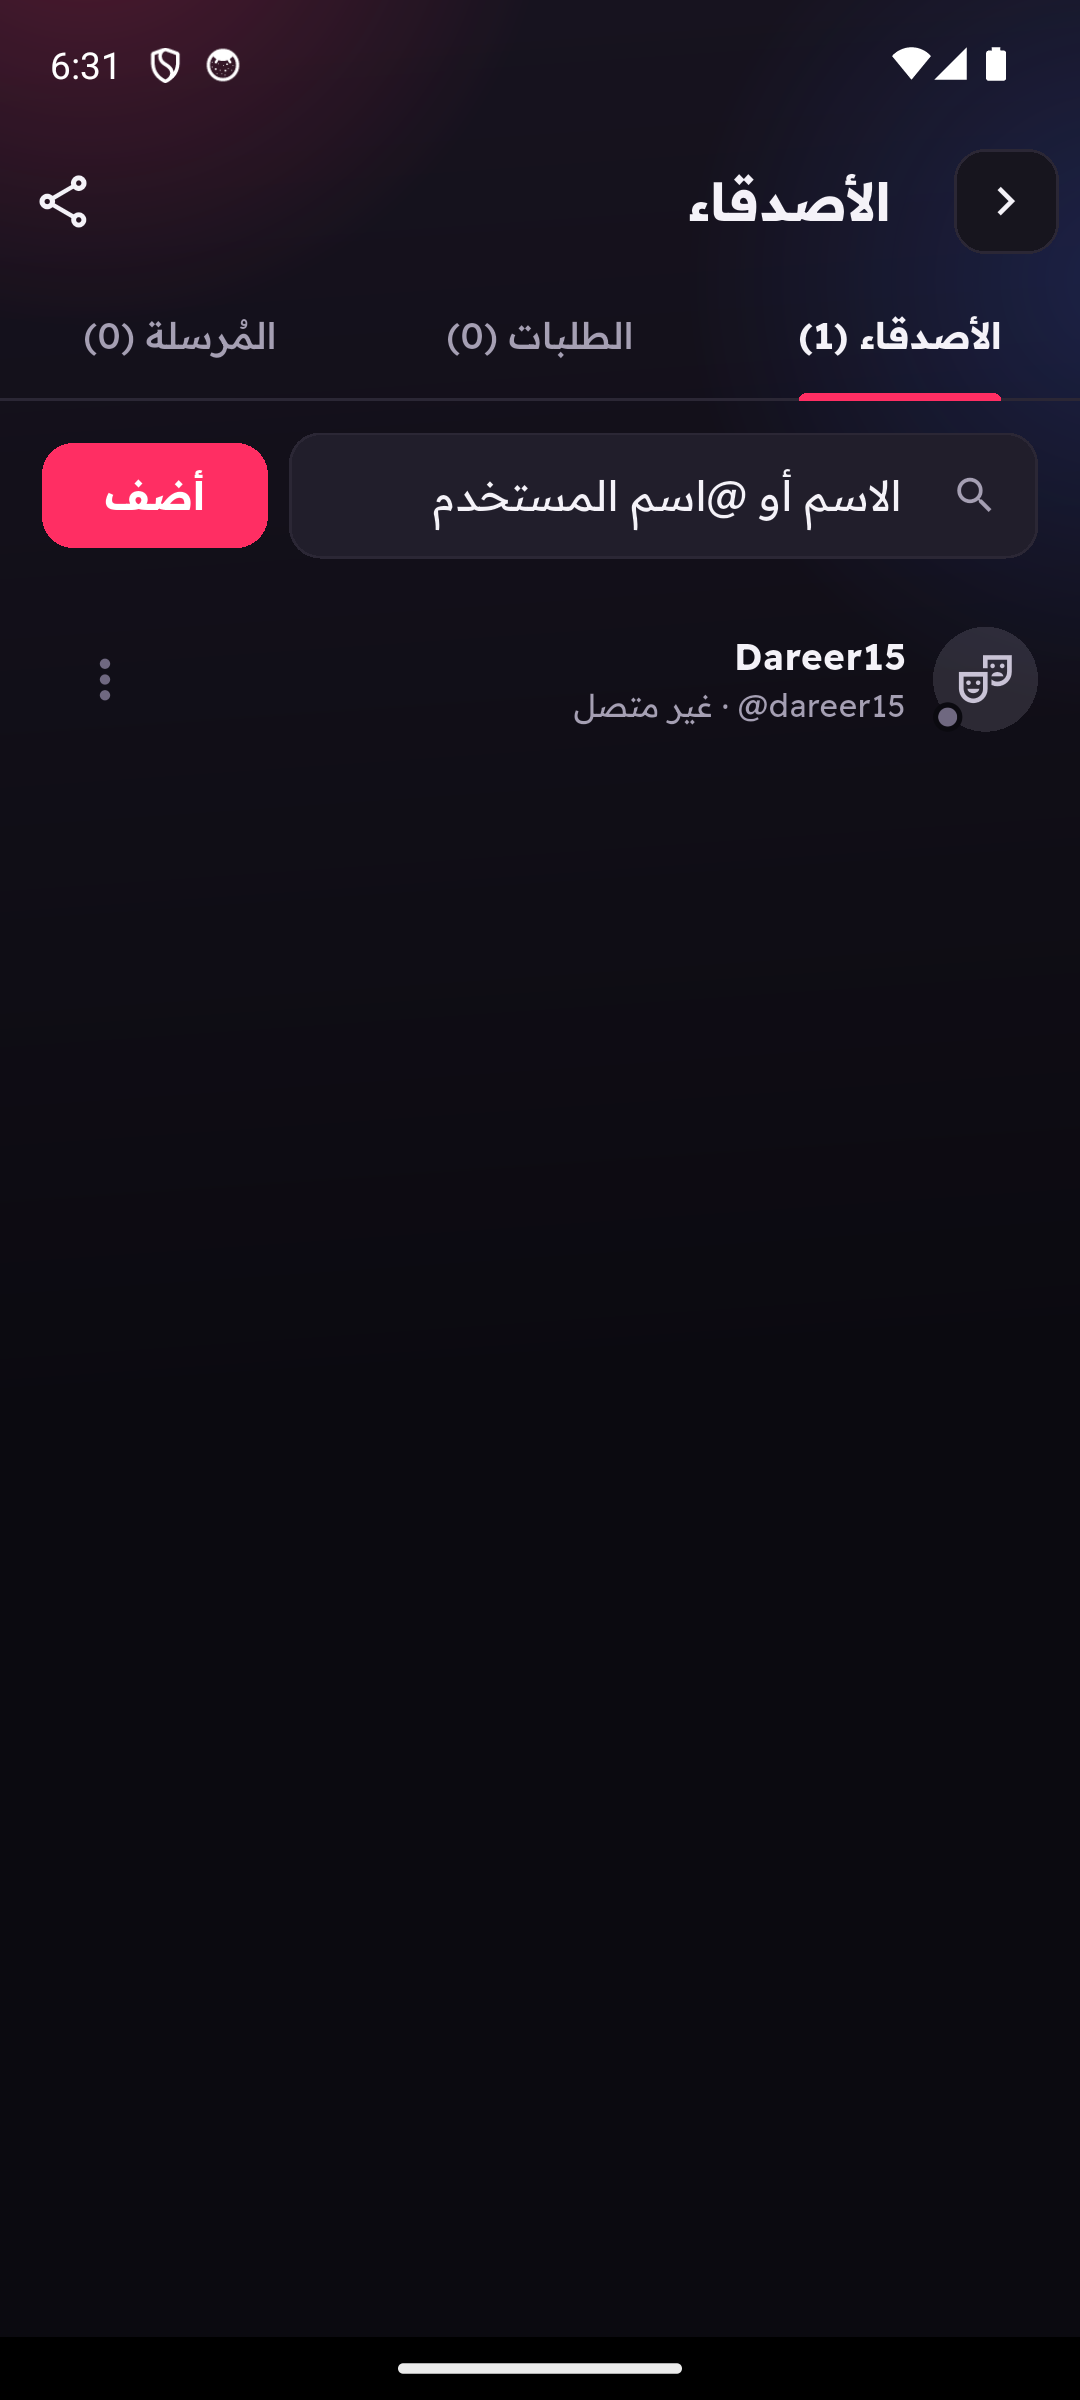 6:31
الأصدقاء
الأصدقاء (1)
الطلبات (0)
المُرسلة (0)
الاسم أو @اسم المستخدم
أضف
Dareer15
@dareer15 · غير متصل